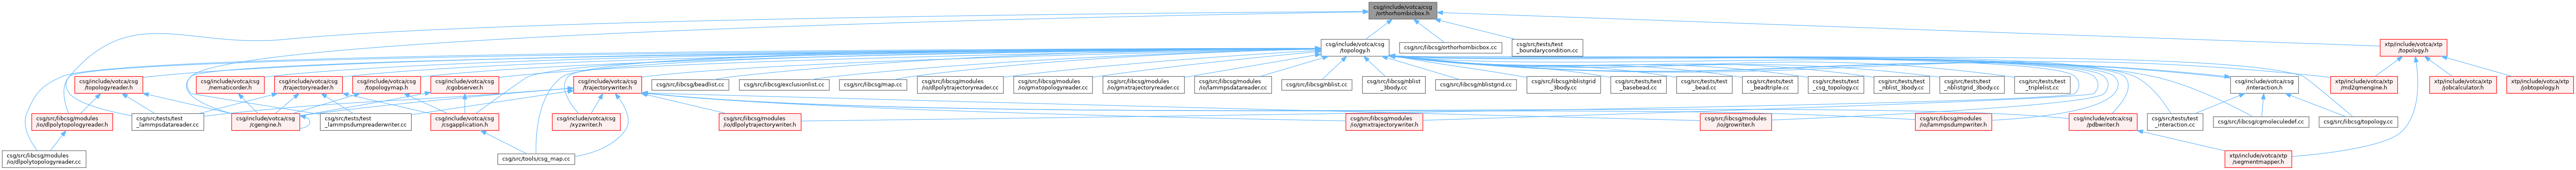 csg/include/votca/csg
/orthorhombicbox.h
csg/include/votca/csg
/topology.h
csg/src/libcsg/orthorhombicbox.cc
csg/src/tests/test
_boundarycondition.cc
xtp/include/votca/xtp
/topology.h
csg/include/votca/csg
/topologyreader.h
csg/include/votca/csg
/nematicorder.h
csg/include/votca/csg
/trajectoryreader.h
csg/include/votca/csg
/topologymap.h
csg/include/votca/csg
/cgobserver.h
csg/include/votca/csg
/trajectorywriter.h
csg/src/libcsg/beadlist.cc
csg/src/libcsg/exclusionlist.cc
csg/src/libcsg/map.cc
csg/src/libcsg/modules
/io/dlpolytrajectoryreader.cc
csg/src/libcsg/modules
/io/gmxtopologyreader.cc
csg/src/libcsg/modules
/io/gmxtrajectoryreader.cc
csg/src/libcsg/modules
/io/lammpsdatareader.cc
csg/src/libcsg/nblist.cc
csg/src/libcsg/nblist
_3body.cc
csg/src/libcsg/nblistgrid.cc
csg/src/libcsg/nblistgrid
_3body.cc
csg/src/tests/test
_basebead.cc
csg/src/tests/test
_bead.cc
csg/src/tests/test
_beadtriple.cc
csg/src/tests/test
_csg_topology.cc
csg/src/tests/test
_nblist_3body.cc
csg/src/tests/test
_nblistgrid_3body.cc
csg/src/tests/test
_triplelist.cc
csg/include/votca/csg
/interaction.h
xtp/include/votca/xtp
/md2qmengine.h
xtp/include/votca/xtp
/jobcalculator.h
xtp/include/votca/xtp
/jobtopology.h
csg/src/libcsg/modules
/io/dlpolytopologyreader.h
csg/src/tests/test
_lammpsdatareader.cc
csg/include/votca/csg
/cgengine.h
csg/src/tests/test
_lammpsdumpreaderwriter.cc
csg/include/votca/csg
/csgapplication.h
csg/include/votca/csg
/xyzwriter.h
csg/src/libcsg/modules
/io/dlpolytrajectorywriter.h
csg/src/libcsg/modules
/io/gmxtrajectorywriter.h
csg/src/libcsg/modules
/io/growriter.h
csg/src/libcsg/modules
/io/lammpsdumpwriter.h
csg/include/votca/csg
/pdbwriter.h
csg/src/tests/test
_interaction.cc
csg/src/libcsg/cgmoleculedef.cc
csg/src/libcsg/topology.cc
csg/src/libcsg/modules
/io/dlpolytopologyreader.cc
csg/src/tools/csg_map.cc
xtp/include/votca/xtp
/segmentmapper.h